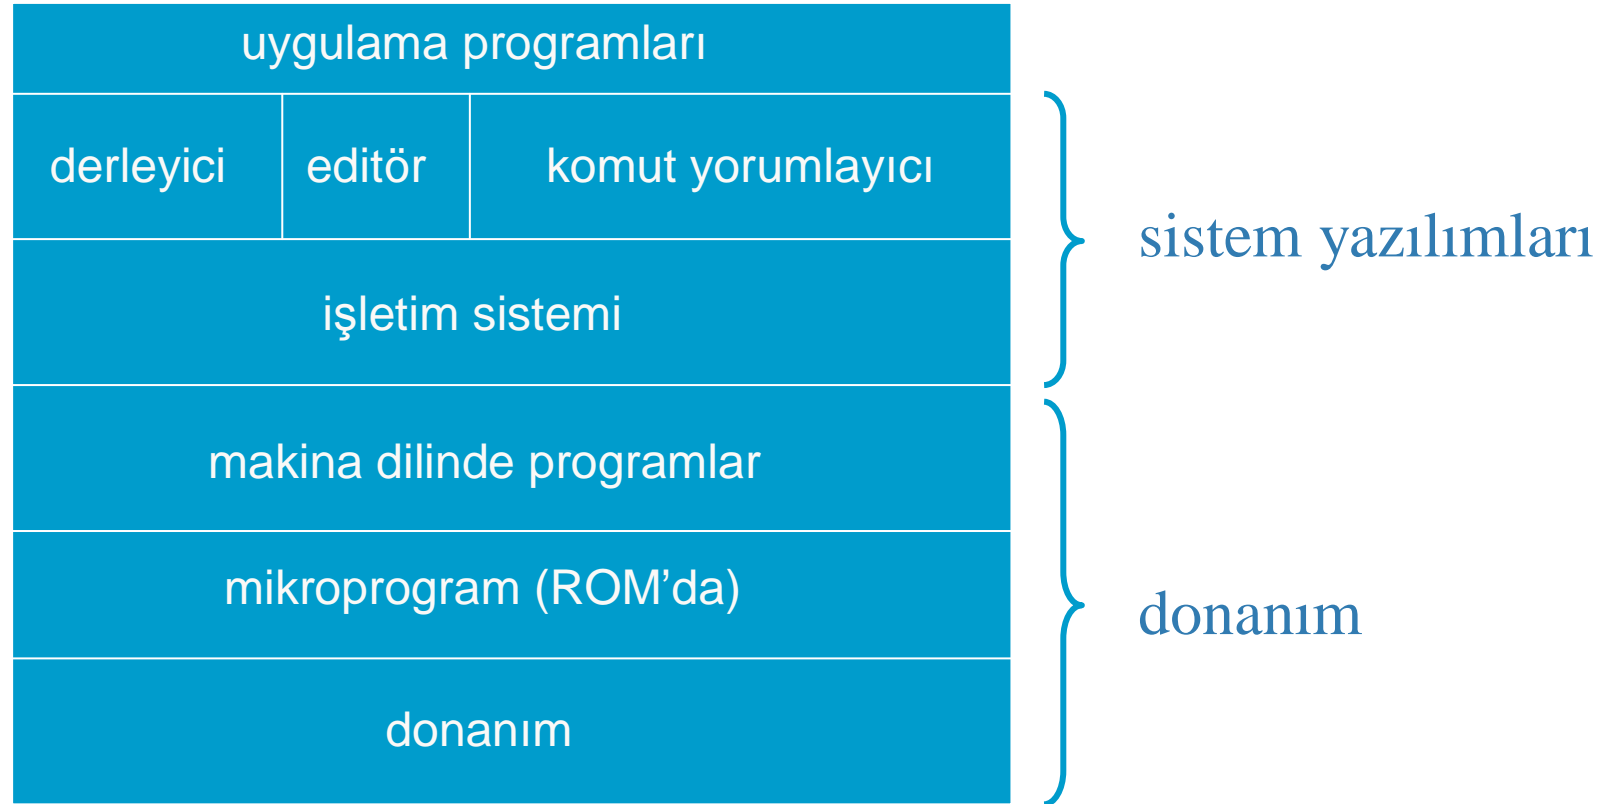 uygulama programları
derleyici editör komut yorumlayıcı
sistem yazılımları
işletim sistemi
makina dilinde programlar
mikroprogram (ROM’da)
donanım
donanım